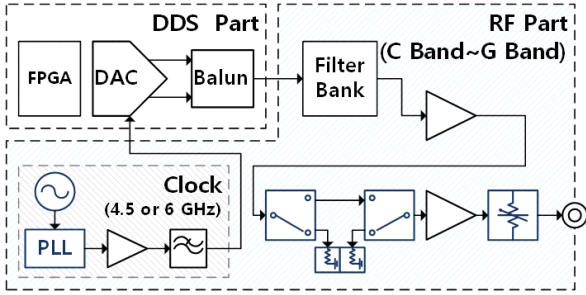 DDS Part
RF Part
(C Band~G Band)
FPGA
DAC
Balun
Filter
Bank
Clock
(4.5 or 6 GHz)
PLL